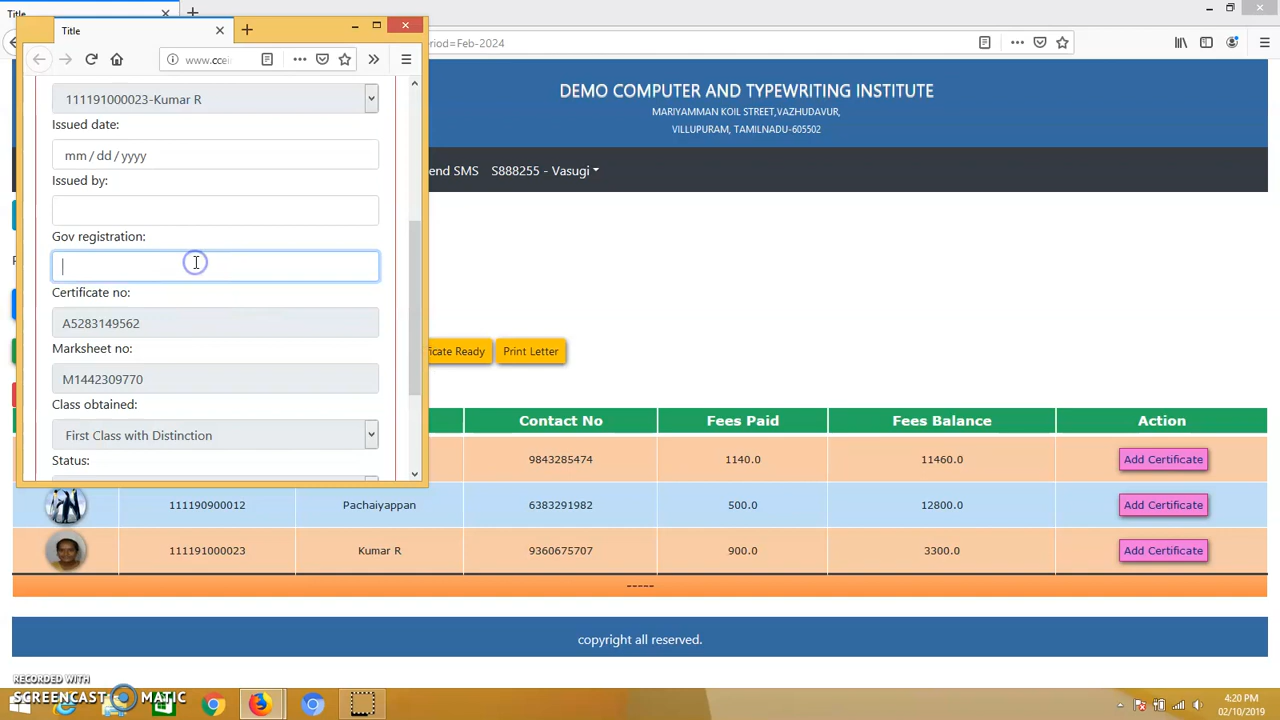 Title
Title
www.ccei
eriod=Feb-2024
DEMO COMPUTER AND TYPEWRITING INSTITUTE
MARIYAMMAN KOIL STREET,VAZHUDAVUR,
VILLUPURAM, TAMILNADU-605502
end SMS
S888255 - Vasugi
111191000023-Kumar R
Issued date:
mm / dd / yyyy
Issued by:
Gov registration:
Certificate no:
A5283149562
Marksheet no:
M1442309770
Class obtained:
First Class with Distinction
Status:
ficate Ready
Print Letter
Contact No
Fees Paid
Fees Balance
Action
9843285474
1140.0
11460.0
Add Certificate
111190900012
Pachaiyappan
6383291982
500.0
12800.0
Add Certificate
111191000023
Kumar R
9360675707
900.0
3300.0
Add Certificate
-----
copyright all reserved.
RECORDED WITH
SCREENCAST MATIC
4:20 PM
02/10/2019